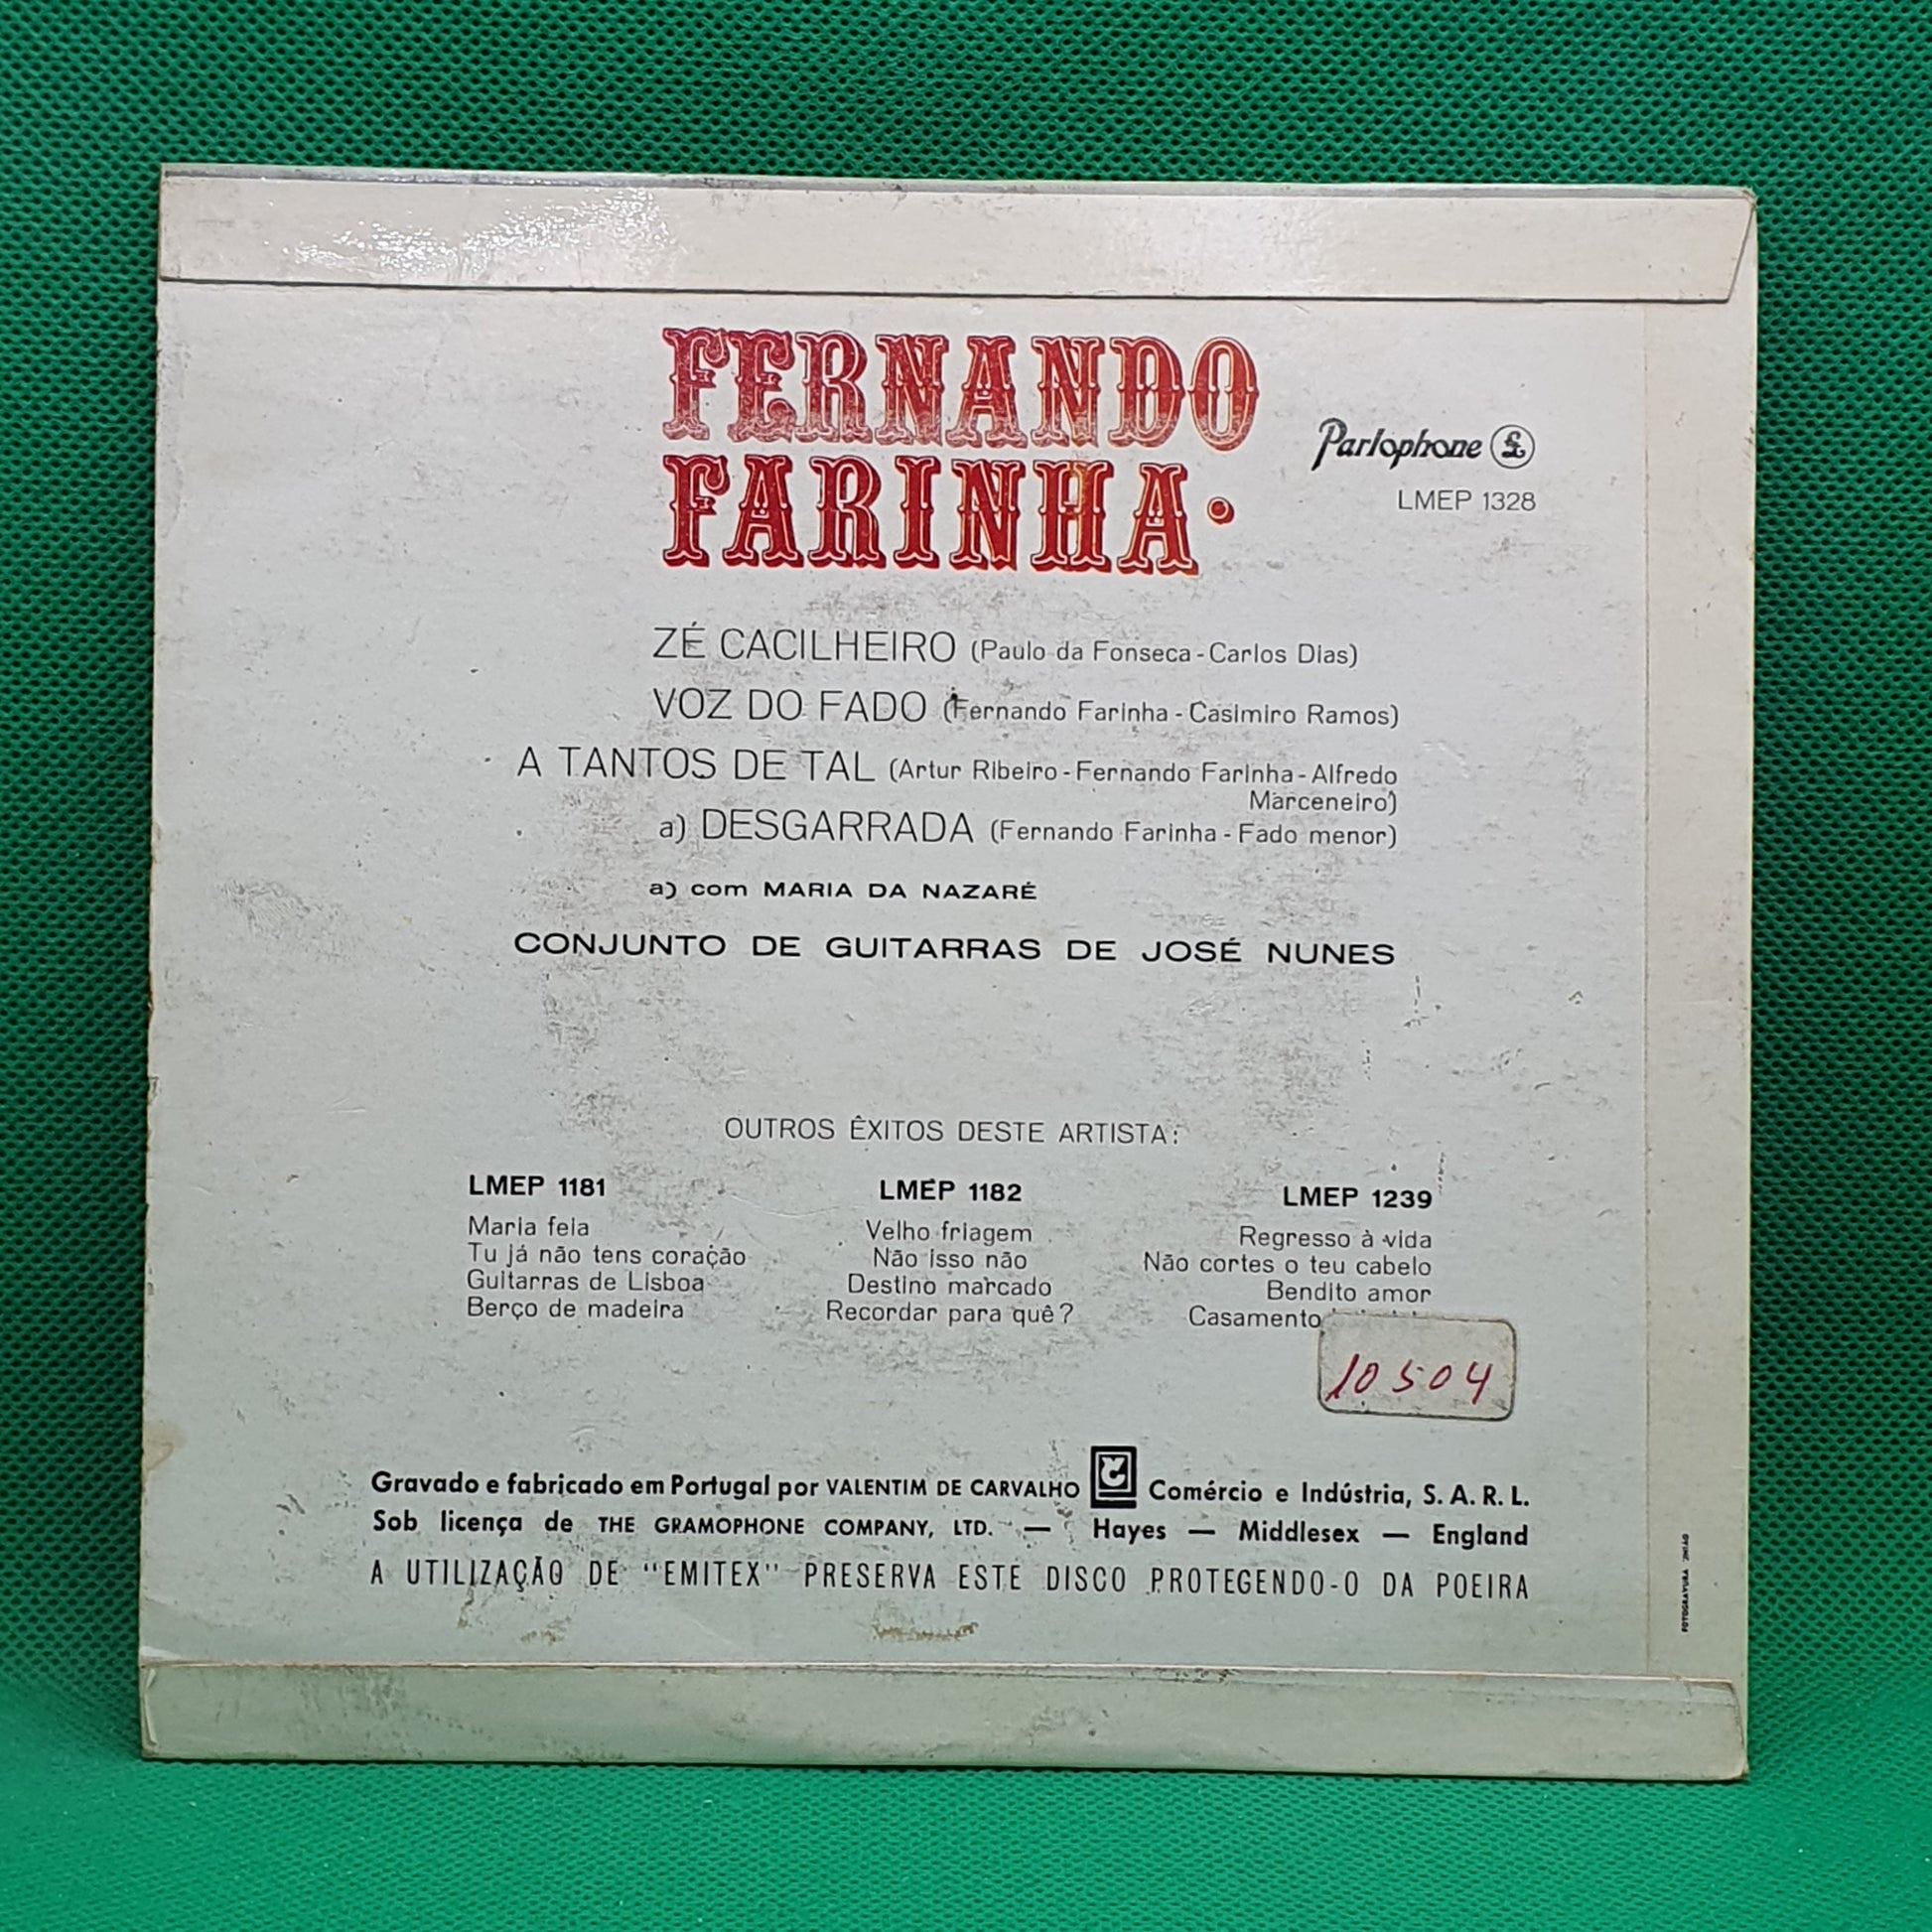 FERNANDO
FARINHA•
Parlophone £
LMEP 1328
ZÉ CACILHEIRO (Paulo da Fonseca - Carlos Dias)
VOZ DO FADO (Fernando Farinha - Casimiro Ramos)
A TANTOS DE TAL (Artur Ribeiro - Fernando Farinha - Alfredo
Marceneiro)
a) DESGARRADA (Fernando Farinha - Fado menor)
a) com MARIA DA NAZARÉ
CONJUNTO DE GUITARRAS DE JOSÉ NUNES
OUTROS ÊXITOS DESTE ARTISTA:
LMEP 1181
Maria feia
Tu já não tens coração
Guitarras de Lisboa
Berço de madeira
LMEP 1182
Velho friagem
Não isso não
Destino marcado
Recordar para quê?
LMEP 1239
Regresso à vida
Não cortes o teu cabelo
Bendito amor
Casamento
10504
Gravado e fabricado em Portugal por VALENTIM DE CARVALHO VC Comércio e Indústria, S. A. R. L.
Sob licença de THE GRAMOPHONE COMPANY, LTD. — Hayes — Middlesex — England
A UTILIZAÇÃO DE "EMITEX" PRESERVA ESTE DISCO PROTEGENDO-O DA POEIRA
FOTOGRAVURA UNIÃO